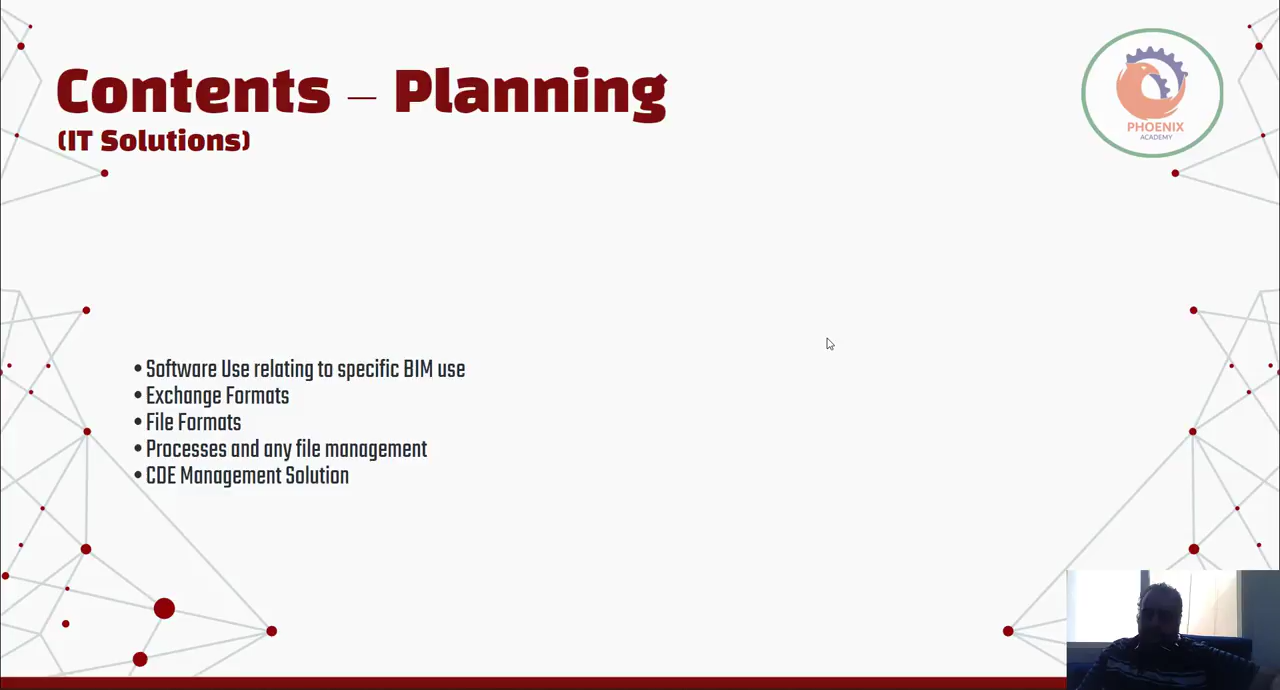 Contents – Planning
(IT Solutions)
PHOENIX
ACADEMY
• Software Use relating to specific BIM use
• Exchange Formats
• File Formats
• Processes and any file management
• CDE Management Solution